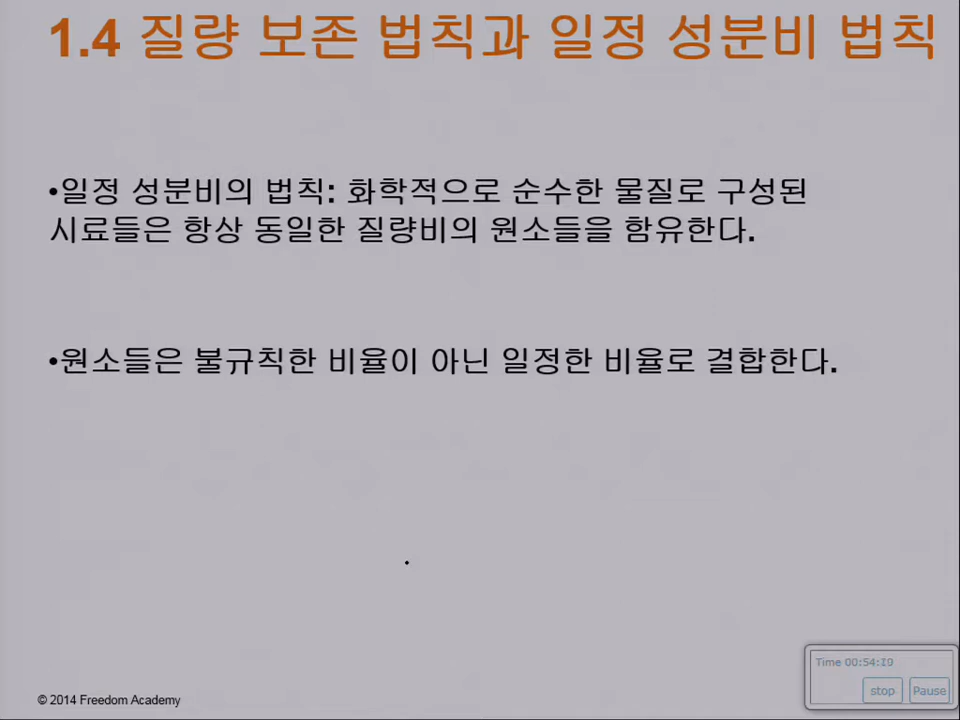 1.4 질량 보존 법칙과 일정 성분비 법칙
•일정 성분비의 법칙: 화학적으로 순수한 물질로 구성된
시료들은 항상 동일한 질량비의 원소들을 함유한다.
•원소들은 불규칙한 비율이 아닌 일정한 비율로 결합한다.
Time 00:54:19
stop Pause
© 2014 Freedom Academy